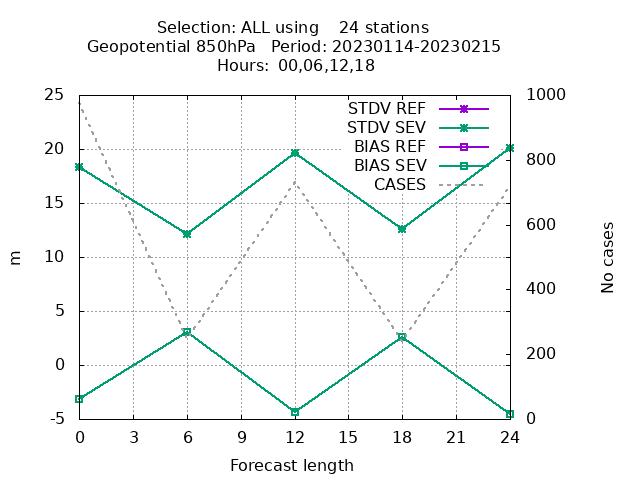 Selection: ALL using 24 stations
Geopotential 850hPa Period: 20230114-20230215
Hours: 00,06,12,18
STDV REF
STDV SEV
BIAS REF
BIAS SEV
CASES
25
20
15
10
5
0
-5
m
1000
800
600
400
200
0
No cases
0 3 6 9 12 15 18 21 24
Forecast length